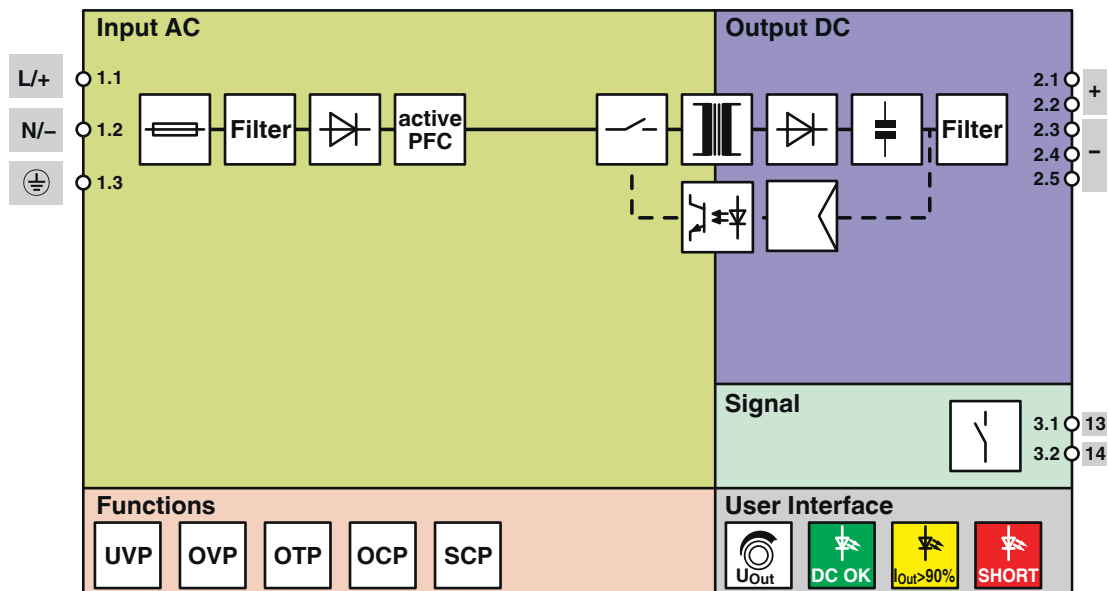 Input AC
Output DC
L/+
1.1
N/–
1.2
1.3
Filter
active
PFC
Filter
2.1
2.2
2.3
2.4
2.5
+
–
Signal
3.1
13
3.2
14
Functions
UVP
OVP
OTP
OCP
SCP
User Interface
UOut
DC OK
IOut>90%
SHORT